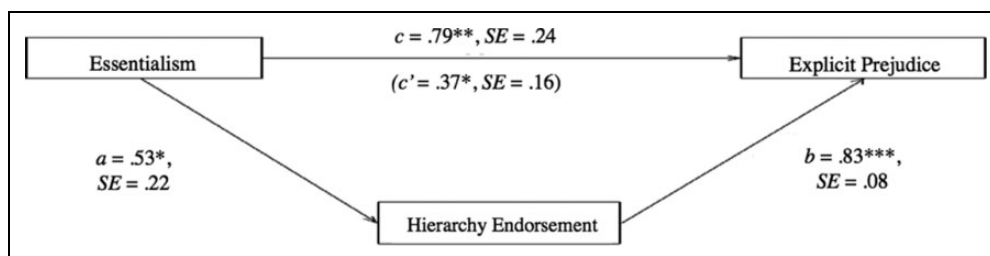 c = .79**, SE = .24
Essentialism
Explicit Prejudice
(c’ = .37*, SE = .16)
a = .53*,
SE = .22
b = .83***,
SE = .08
Hierarchy Endorsement